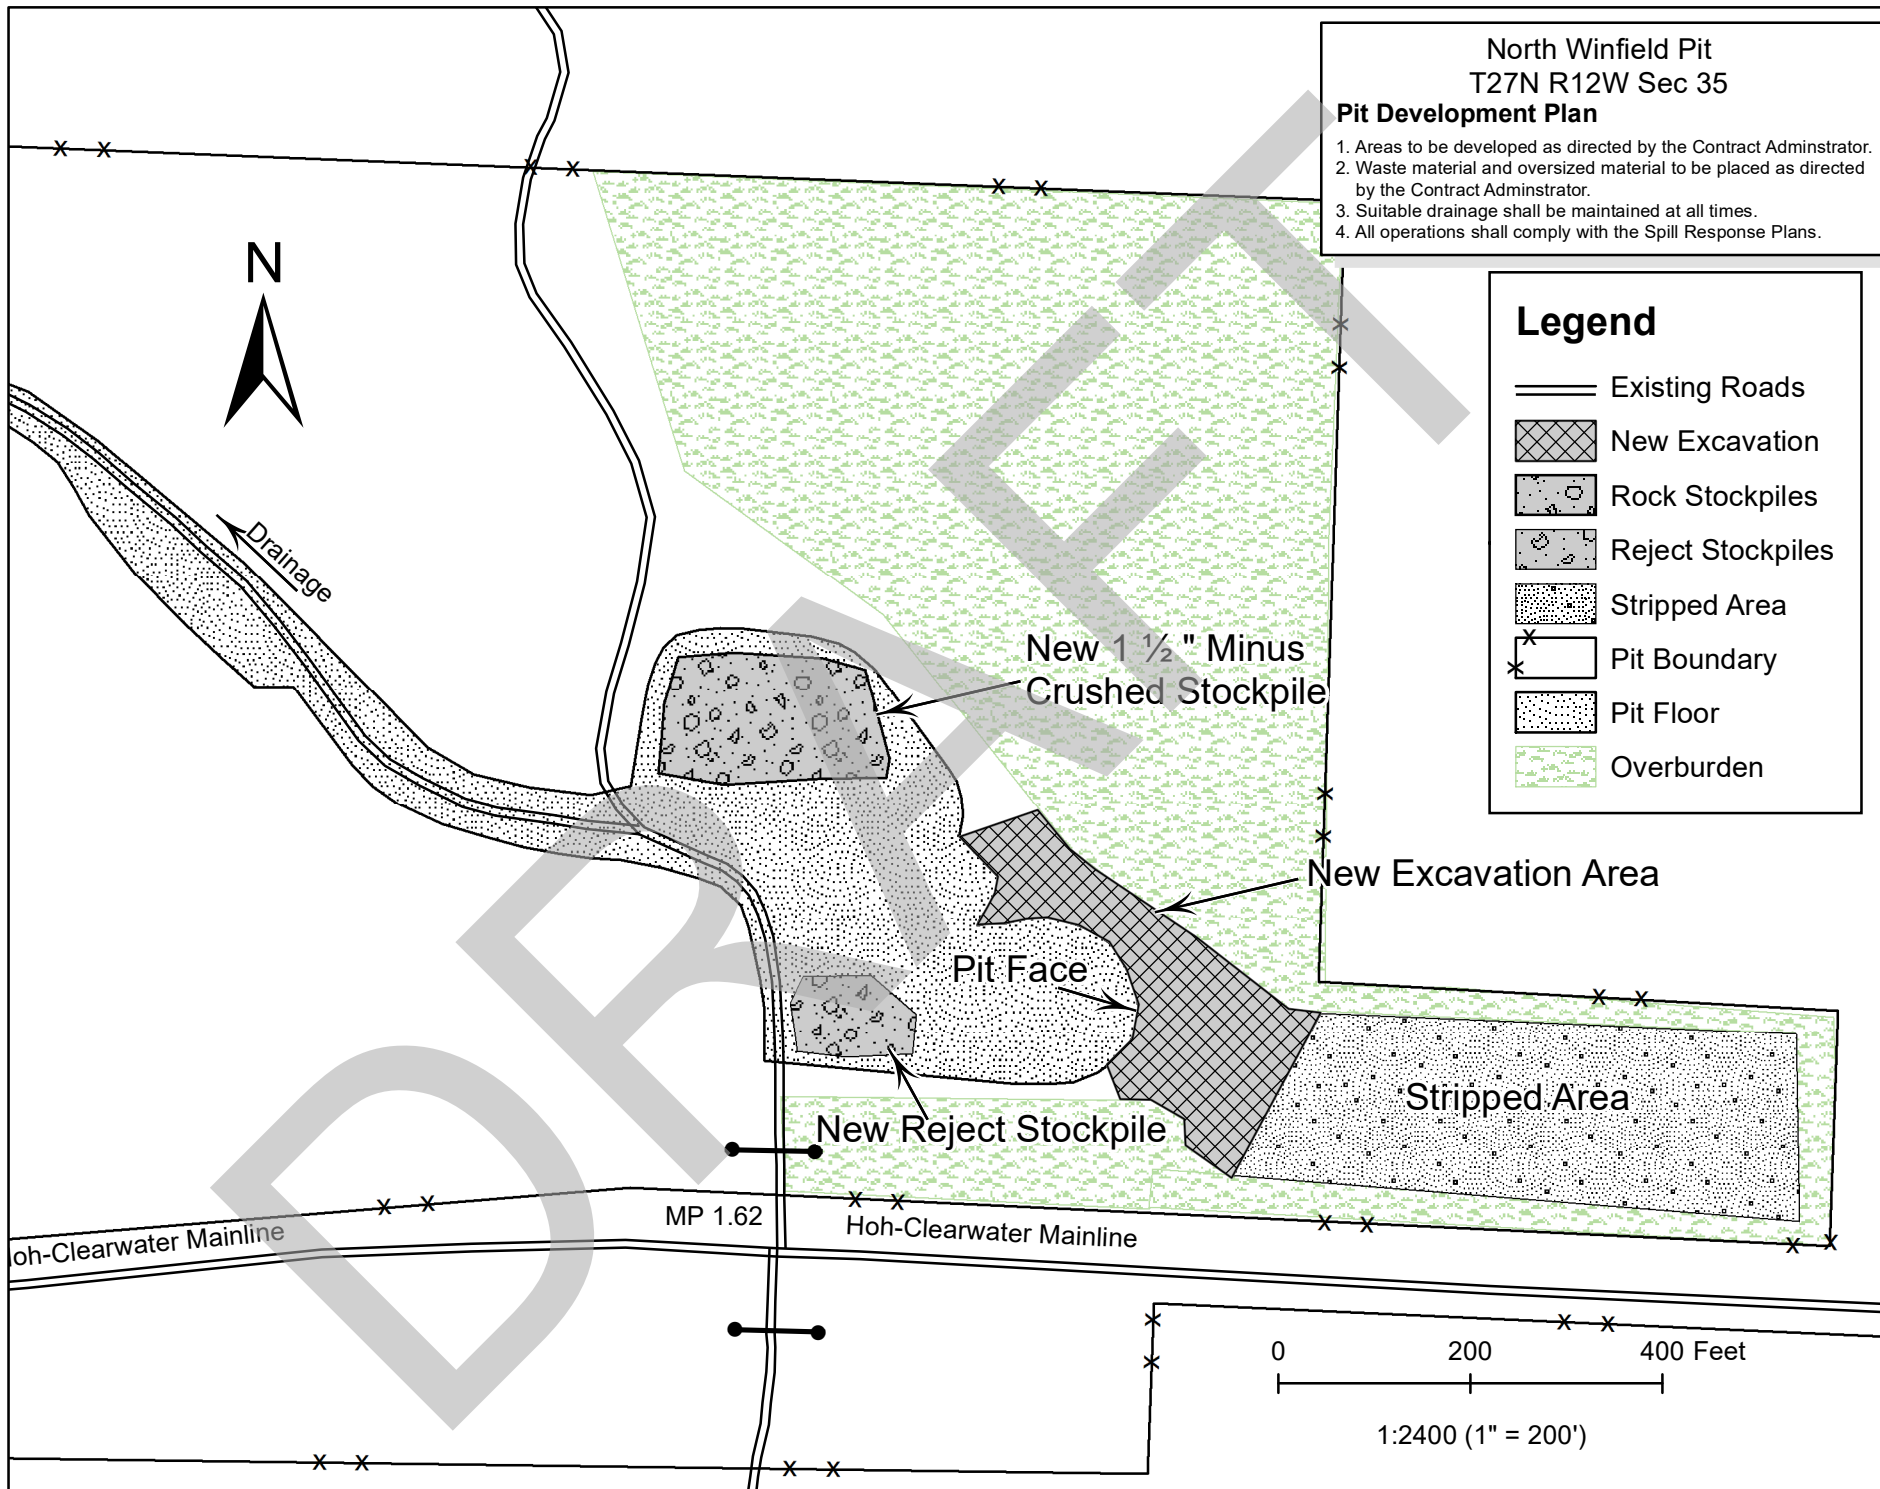 North Winfield Pit
T27N R12W Sec 35
Pit Development Plan
1. Areas to be developed as directed by the Contract Adminstrator.
2. Waste material and oversized material to be placed as directed
by the Contract Adminstrator.
3. Suitable drainage shall be maintained at all times.
4. All operations shall comply with the Spill Response Plans.
N
Legend
Existing Roads
New Excavation
Rock Stockpiles
Reject Stockpiles
Stripped Area
Pit Boundary
Pit Floor
Overburden
Drainage
New 1 ½ " Minus
Crushed Stockpile
New Excavation Area
Pit Face
Stripped Area
New Reject Stockpile
MP 1.62
Hoh-Clearwater Mainline
oh-Clearwater Mainline
0 200 400 Feet
1:2400 (1" = 200')
DRAFT